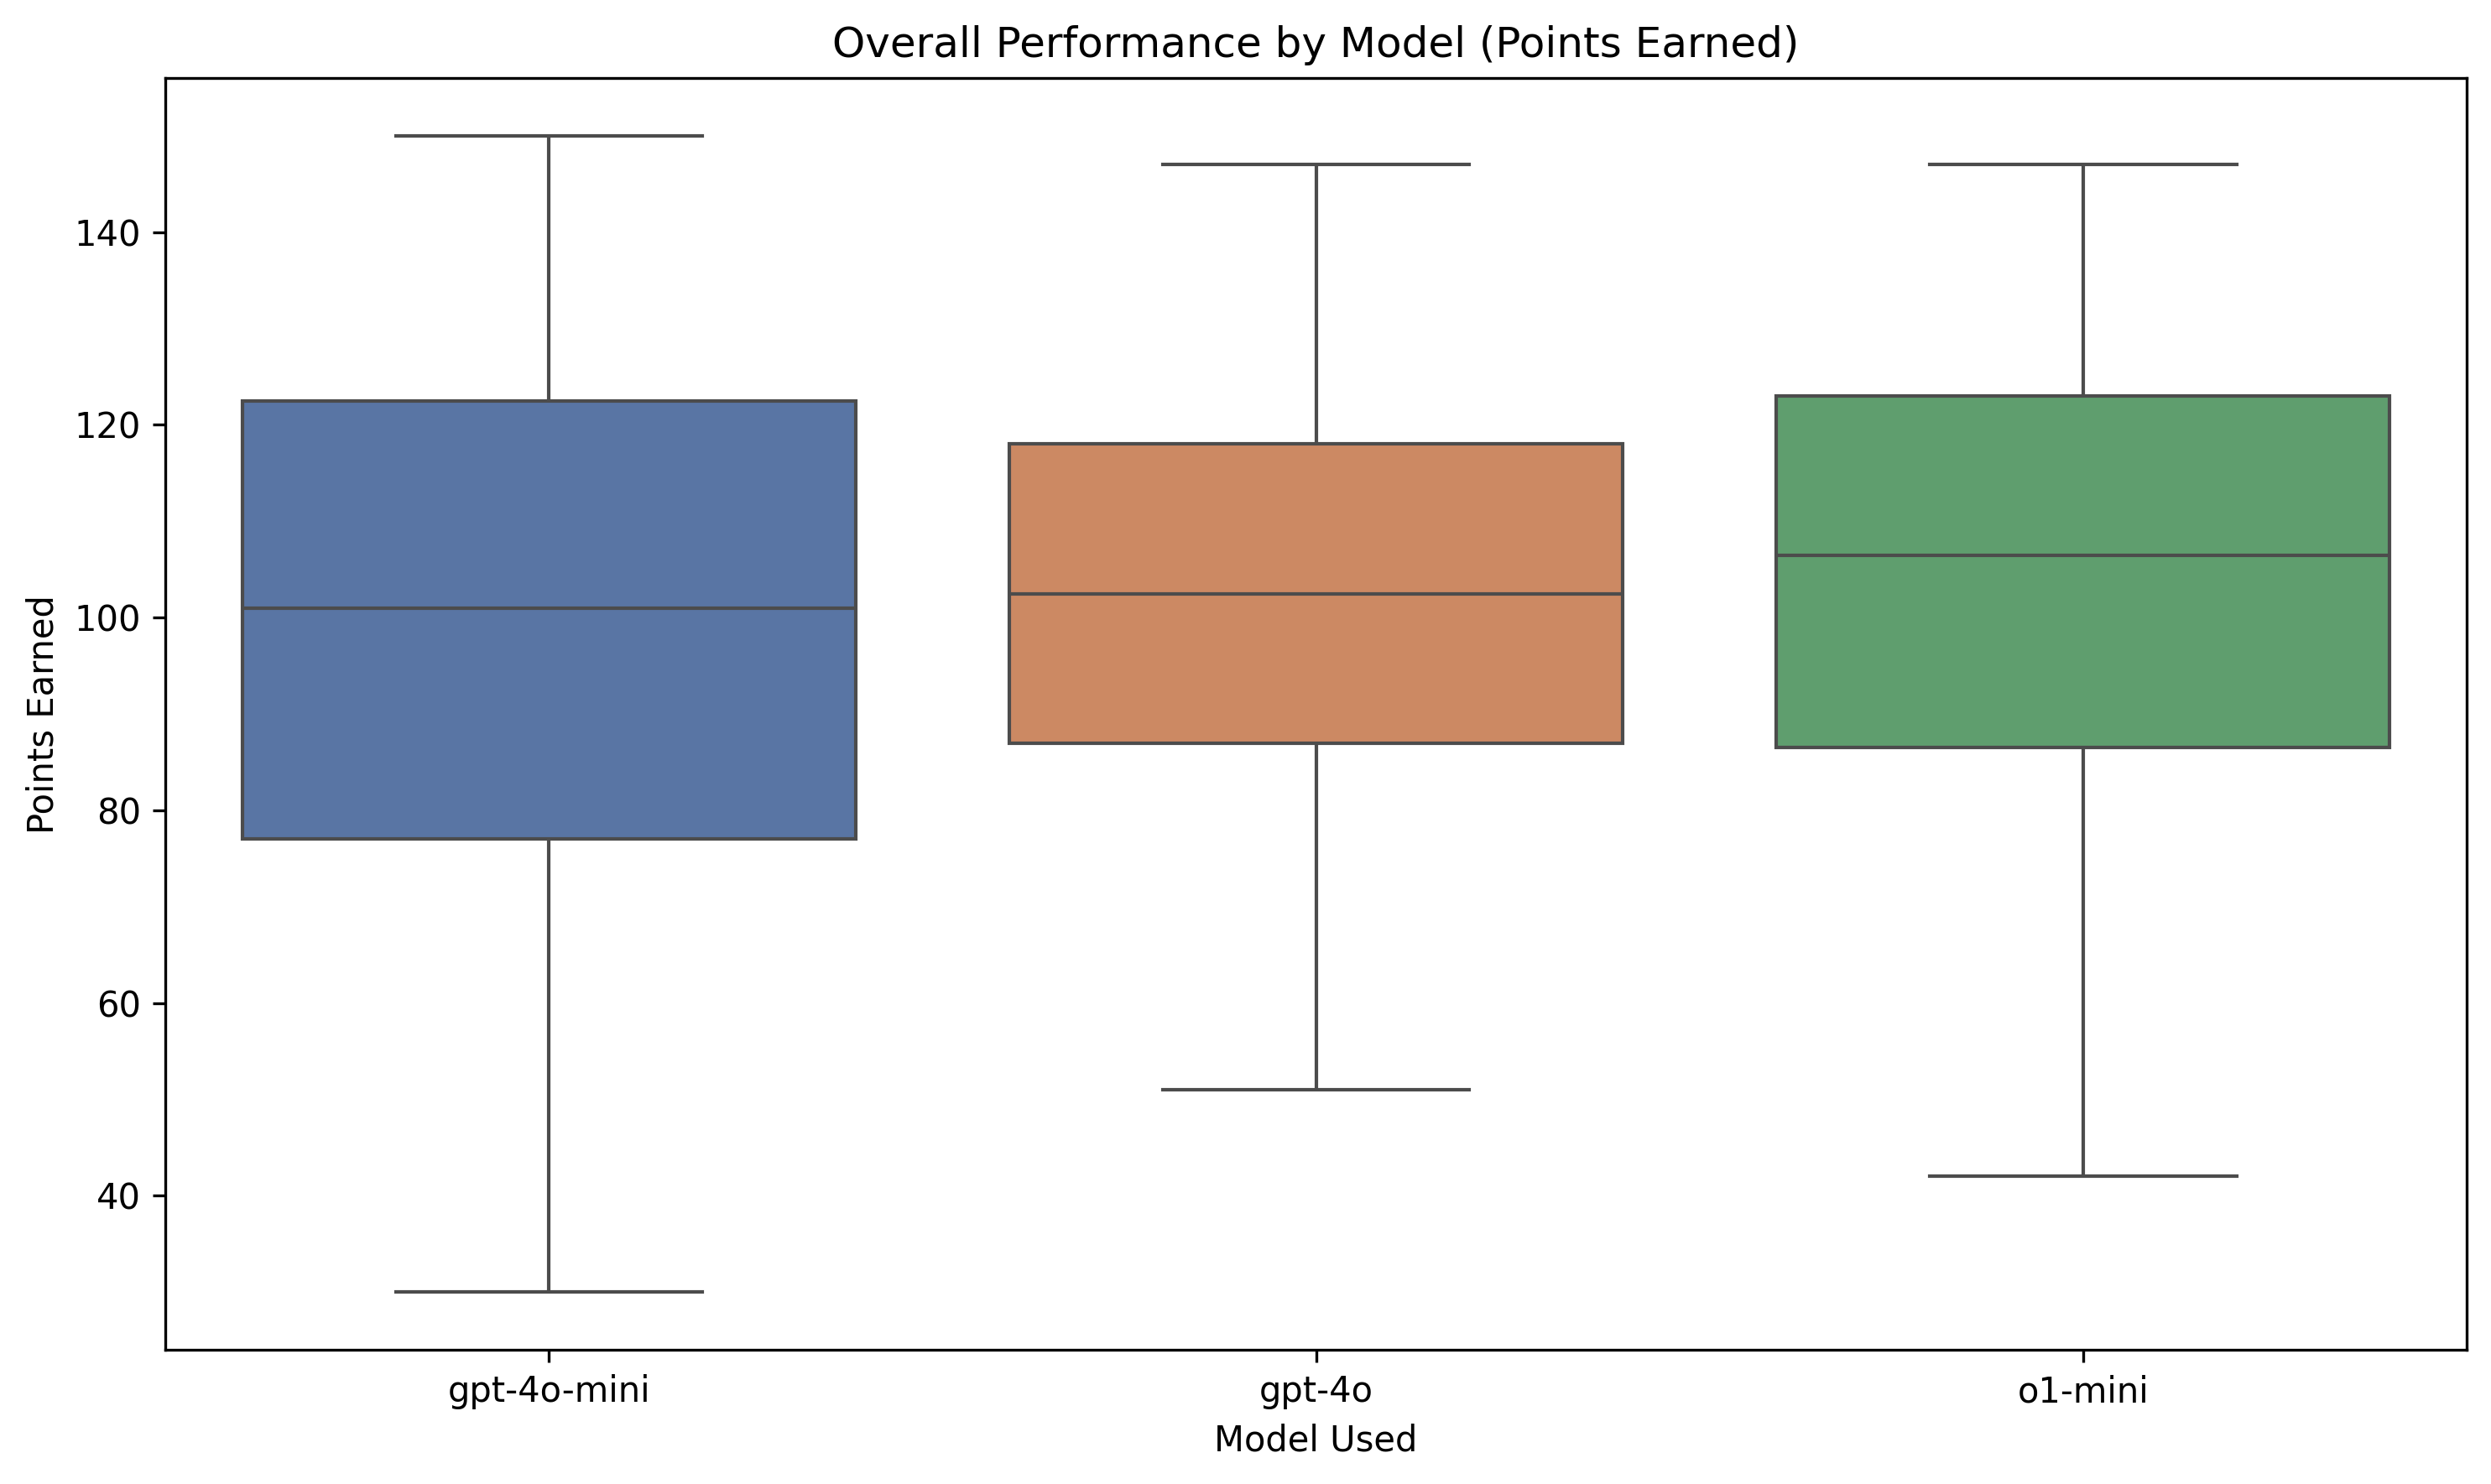 Overall Performance by Model (Points Earned)
Points Earned
140
120
100
80
60
40
gpt-4o-mini
gpt-4o
o1-mini
Model Used